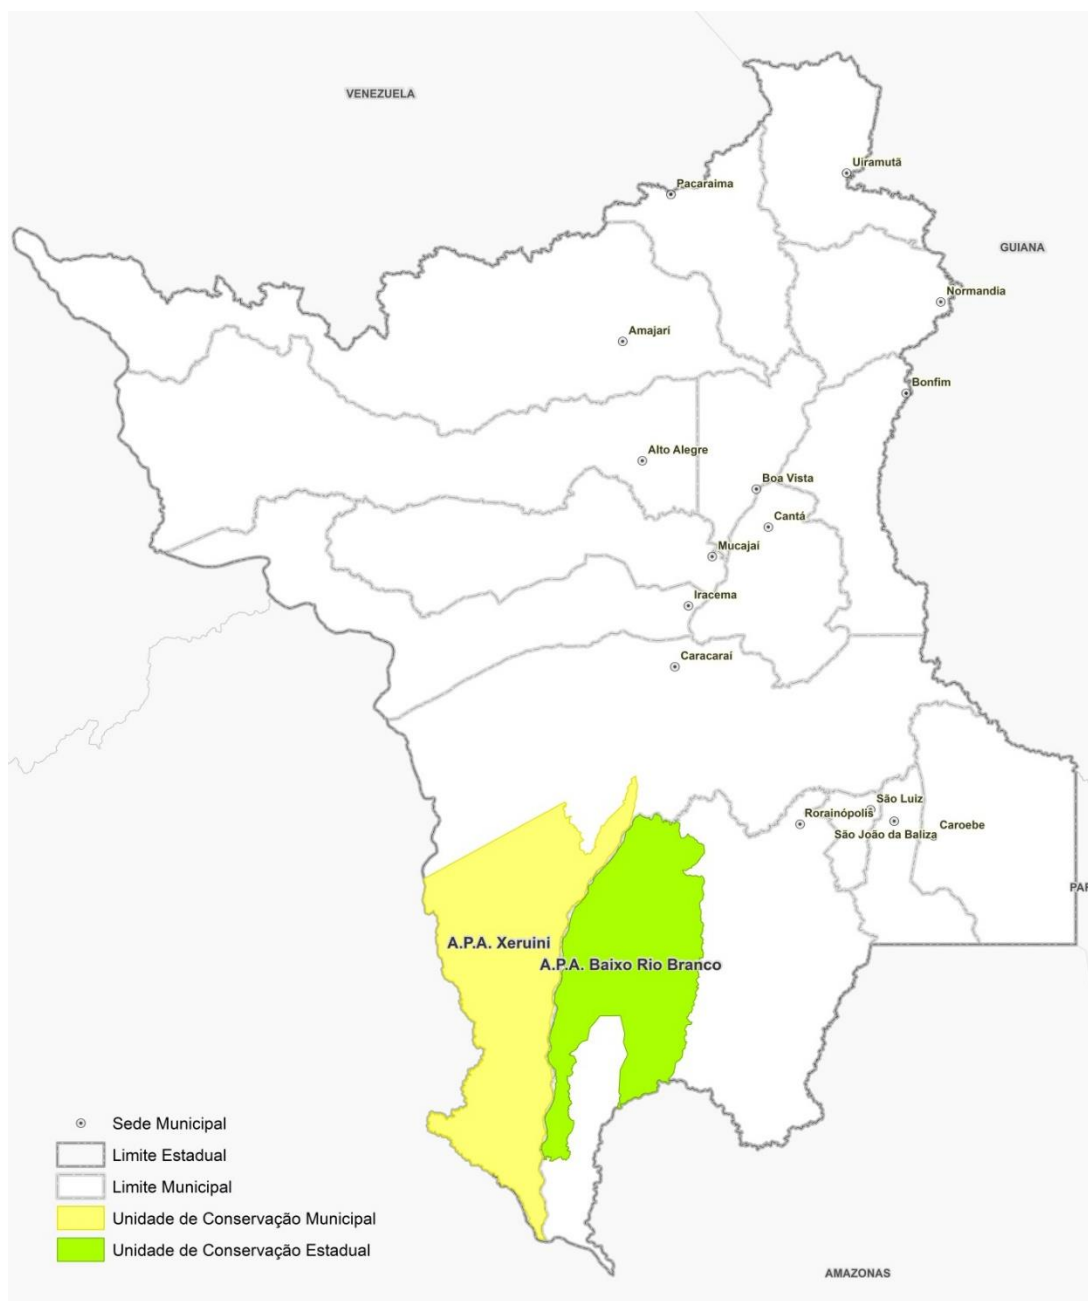 VENEZUELA
Uiramutã
Pacaraima
GUIANA
Normandia
Amajarí
Bonfim
Alto Alegre
Boa Vista
Cantá
Mucajaí
Iracema
Caracaraí
São Luiz
Rorainópolis
São João da Baliza
Caroebe
PAR
A.P.A. Xeruini
A.P.A. Baixo Rio Branco
Sede Municipal
Limite Estadual
Limite Municipal
Unidade de Conservação Municipal
Unidade de Conservação Estadual
AMAZONAS